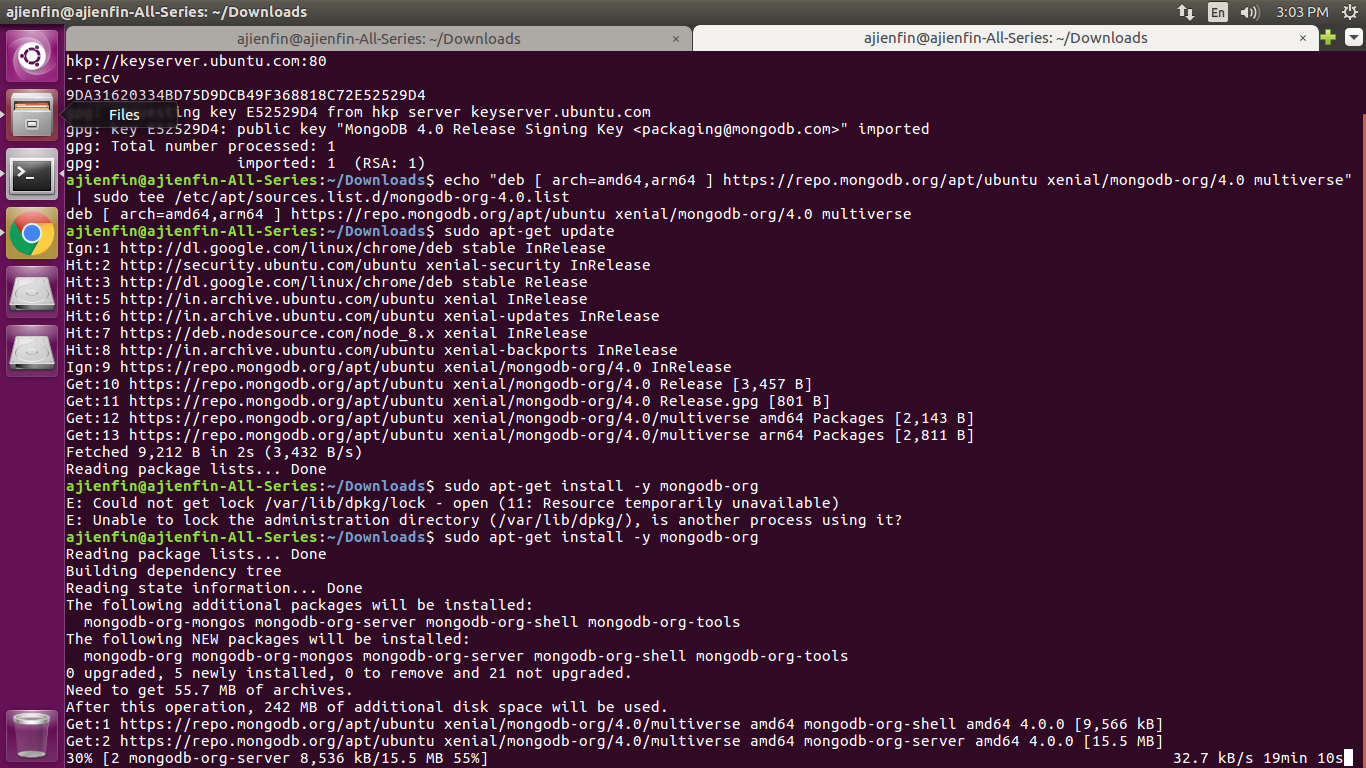 ajienfin@ajienfin-All-Series: ~/Downloads
En
3:03 PM
ajienfin@ajienfin-All-Series: ~/Downloads ×
ajienfin@ajienfin-All-Series: ~/Downloads ×
hkp://keyserver.ubuntu.com:80
--recv
9DA31620334BD75D9DCB49F368818C72E52529D4
Files
ng key E52529D4 from hkp server keyserver.ubuntu.com
gpg: key E52529D4: public key "MongoDB 4.0 Release Signing Key <packaging@mongodb.com>" imported
gpg: Total number processed: 1
gpg:               imported: 1  (RSA: 1)
ajienfin@ajienfin-All-Series:~/Downloads$ echo "deb [ arch=amd64,arm64 ] https://repo.mongodb.org/apt/ubuntu xenial/mongodb-org/4.0 multiverse"
 | sudo tee /etc/apt/sources.list.d/mongodb-org-4.0.list
deb [ arch=amd64,arm64 ] https://repo.mongodb.org/apt/ubuntu xenial/mongodb-org/4.0 multiverse
ajienfin@ajienfin-All-Series:~/Downloads$ sudo apt-get update
Ign:1 http://dl.google.com/linux/chrome/deb stable InRelease
Hit:2 http://security.ubuntu.com/ubuntu xenial-security InRelease
Hit:3 http://dl.google.com/linux/chrome/deb stable Release
Hit:5 http://in.archive.ubuntu.com/ubuntu xenial InRelease
Hit:6 http://in.archive.ubuntu.com/ubuntu xenial-updates InRelease
Hit:7 https://deb.nodesource.com/node_8.x xenial InRelease
Hit:8 http://in.archive.ubuntu.com/ubuntu xenial-backports InRelease
Ign:9 https://repo.mongodb.org/apt/ubuntu xenial/mongodb-org/4.0 InRelease
Get:10 https://repo.mongodb.org/apt/ubuntu xenial/mongodb-org/4.0 Release [3,457 B]
Get:11 https://repo.mongodb.org/apt/ubuntu xenial/mongodb-org/4.0 Release.gpg [801 B]
Get:12 https://repo.mongodb.org/apt/ubuntu xenial/mongodb-org/4.0/multiverse amd64 Packages [2,143 B]
Get:13 https://repo.mongodb.org/apt/ubuntu xenial/mongodb-org/4.0/multiverse arm64 Packages [2,811 B]
Fetched 9,212 B in 2s (3,432 B/s)
Reading package lists... Done
ajienfin@ajienfin-All-Series:~/Downloads$ sudo apt-get install -y mongodb-org
E: Could not get lock /var/lib/dpkg/lock - open (11: Resource temporarily unavailable)
E: Unable to lock the administration directory (/var/lib/dpkg/), is another process using it?
ajienfin@ajienfin-All-Series:~/Downloads$ sudo apt-get install -y mongodb-org
Reading package lists... Done
Building dependency tree
Reading state information... Done
The following additional packages will be installed:
  mongodb-org-mongos mongodb-org-server mongodb-org-shell mongodb-org-tools
The following NEW packages will be installed:
  mongodb-org mongodb-org-mongos mongodb-org-server mongodb-org-shell mongodb-org-tools
0 upgraded, 5 newly installed, 0 to remove and 21 not upgraded.
Need to get 55.7 MB of archives.
After this operation, 242 MB of additional disk space will be used.
Get:1 https://repo.mongodb.org/apt/ubuntu xenial/mongodb-org/4.0/multiverse amd64 mongodb-org-shell amd64 4.0.0 [9,566 kB]
Get:2 https://repo.mongodb.org/apt/ubuntu xenial/mongodb-org/4.0/multiverse amd64 mongodb-org-server amd64 4.0.0 [15.5 MB]
30% [2 mongodb-org-server 8,536 kB/15.5 MB 55%] 32.7 kB/s 19min 10s